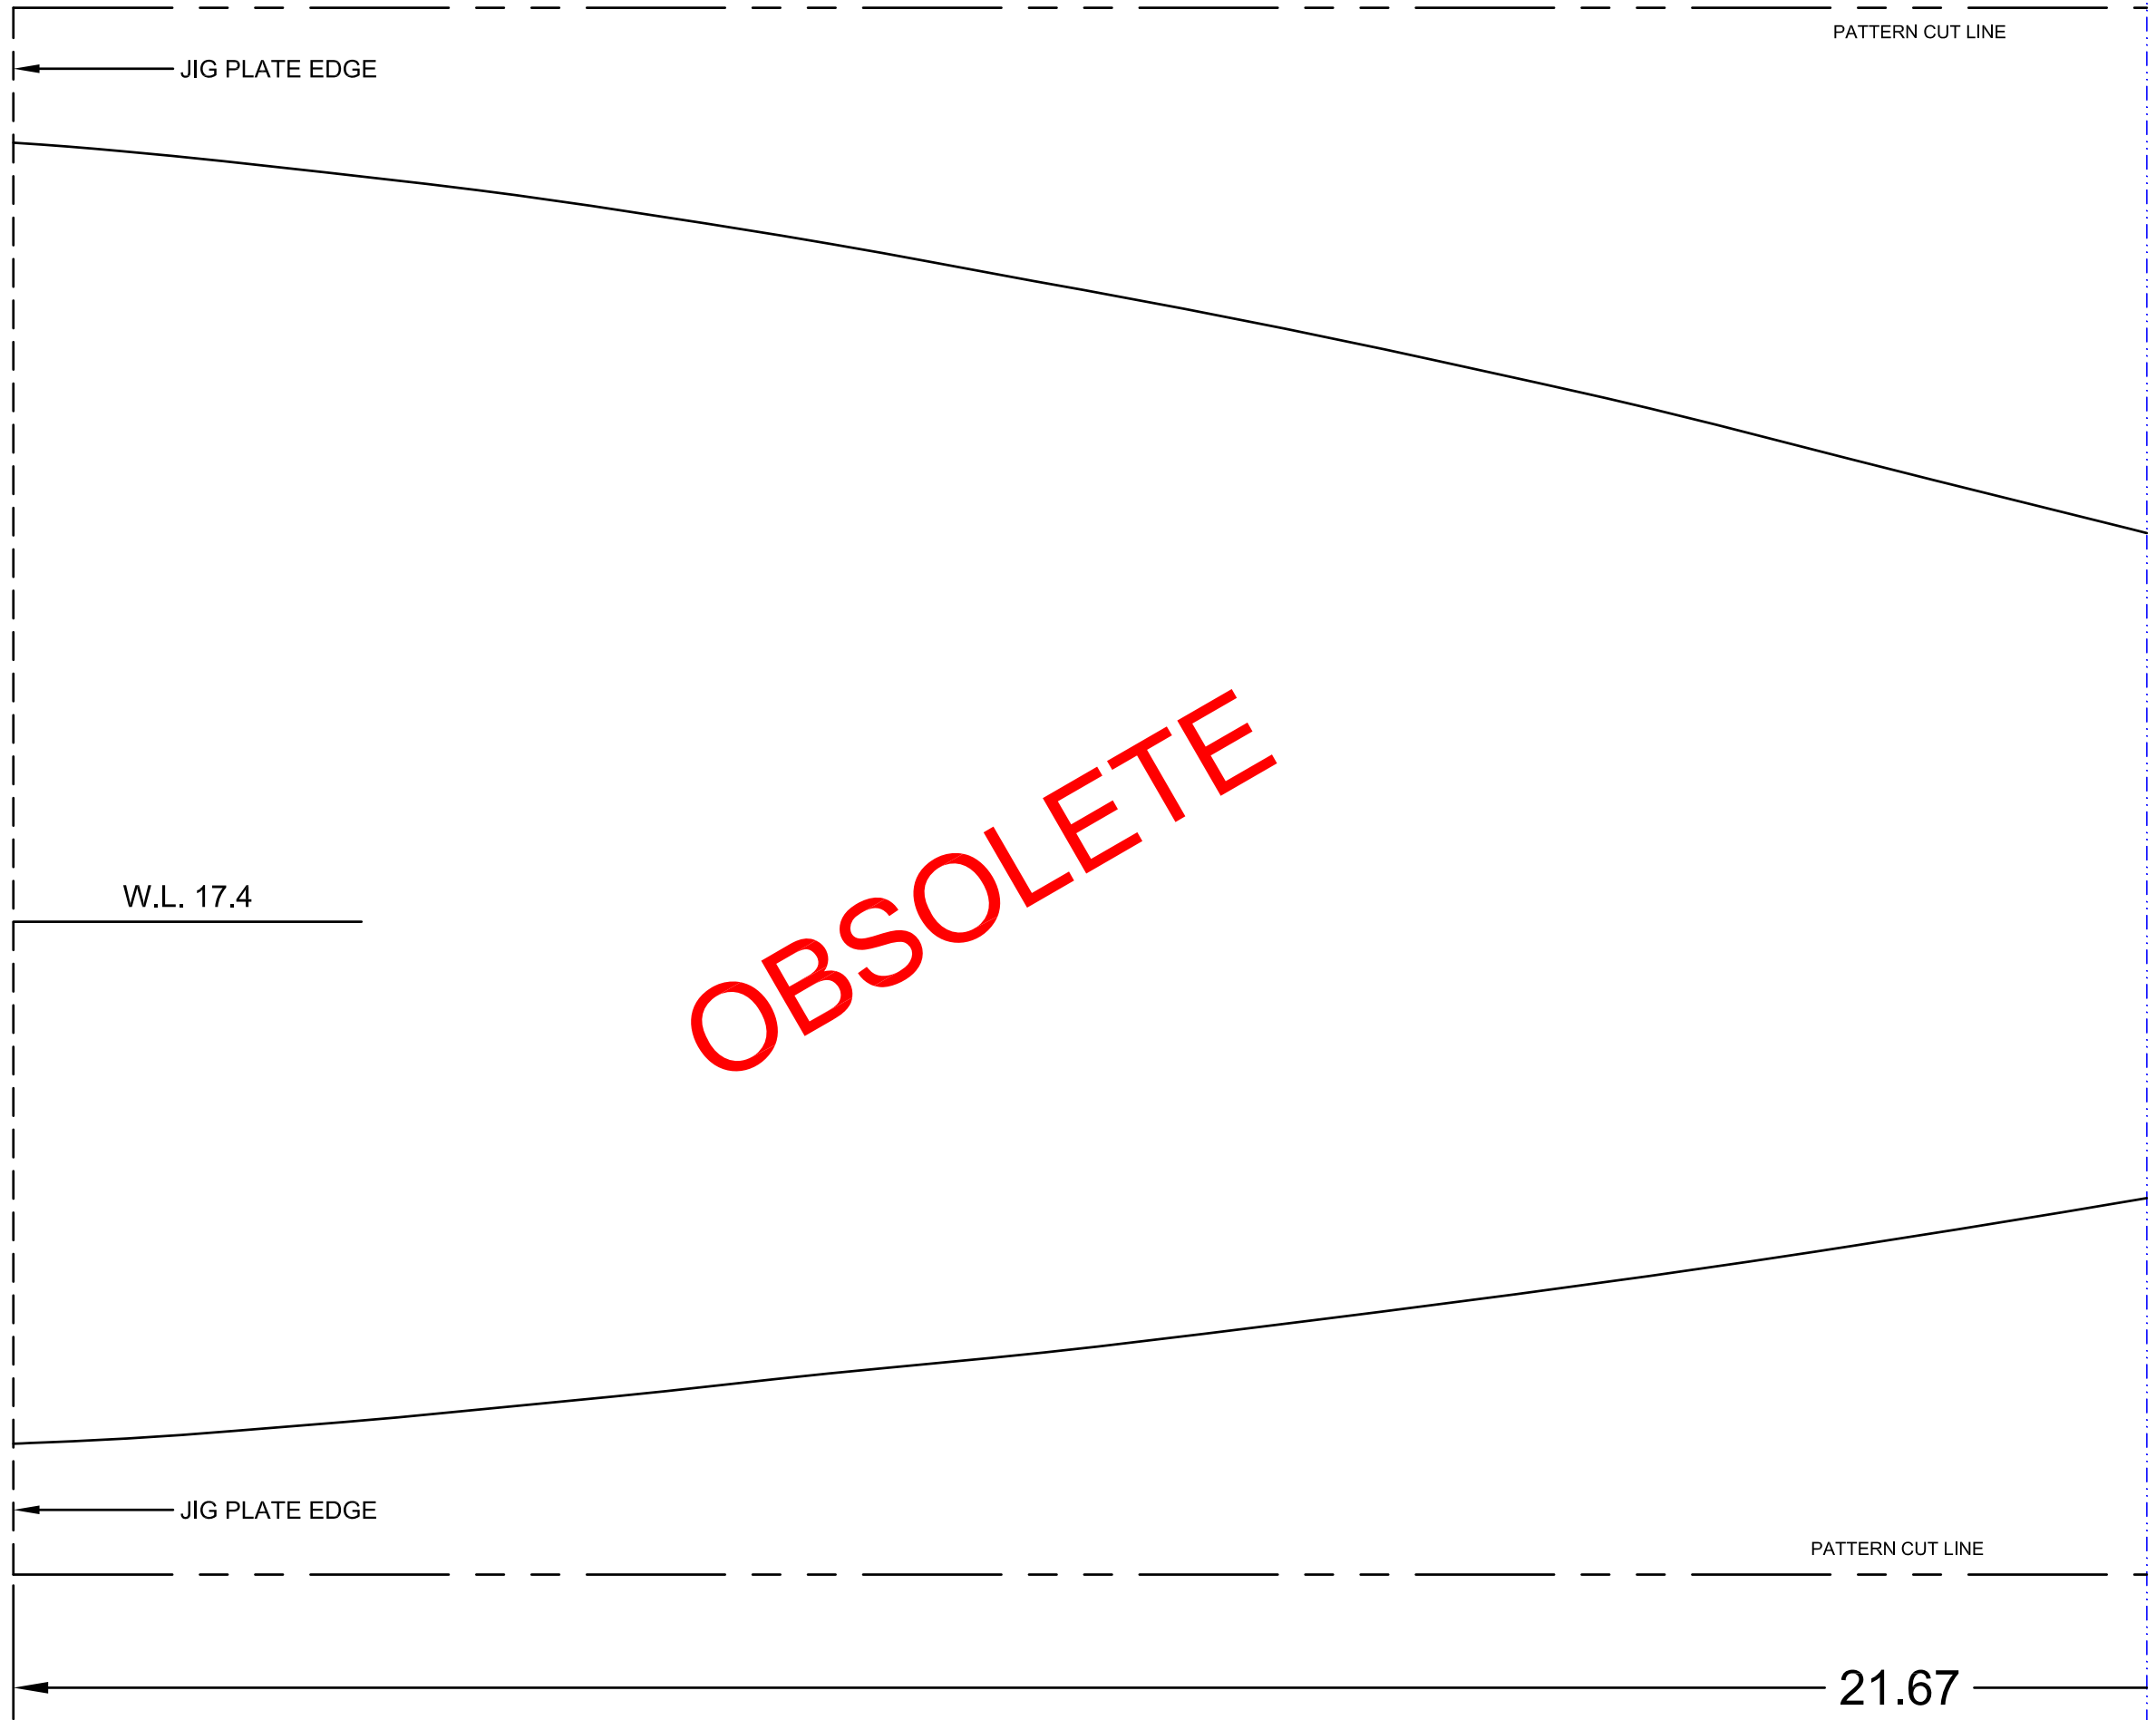 PATTERN CUT LINE
JIG PLATE EDGE
OBSOLETE
W.L. 17.4
JIG PLATE EDGE
PATTERN CUT LINE
21.67